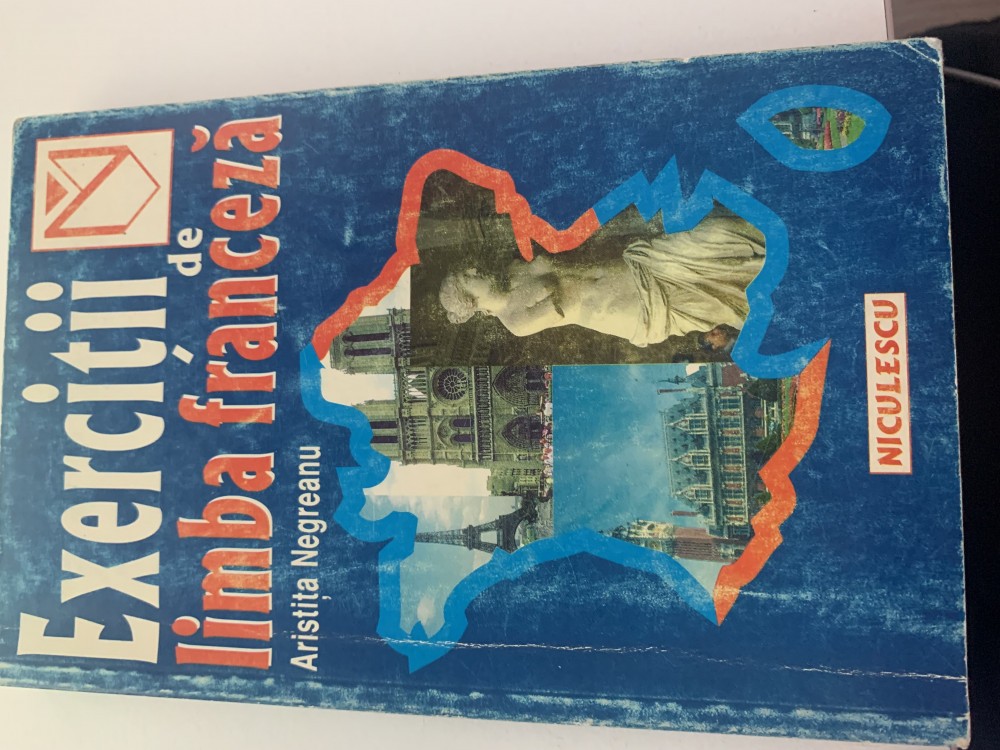 Exerciții
de
limba franceză
Aristița Negreanu
NICULESCU